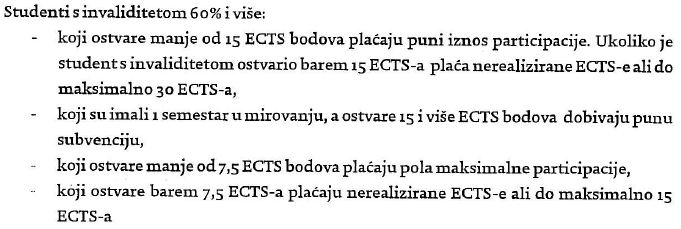 Studenti s invaliditetom 60% i više:
- koji ostvare manje od 15 ECTS bodova plaćaju puni iznos participacije. Ukoliko je
student s invaliditetom ostvario barem 15 ECTS-a plaća nerealizirane ECTS-e ali do
maksimalno 30 ECTS-a,
- koji su imali 1 semestar u mirovanju, a ostvare 15 i više ECTS bodova dobivaju punu
subvenciju,
- koji ostvare manje od 7,5 ECTS bodova plaćaju pola maksimalne participacije,
- koji ostvare barem 7,5 ECTS-a plaćaju nerealizirane ECTS-e ali do maksimalno 15
ECTS-a